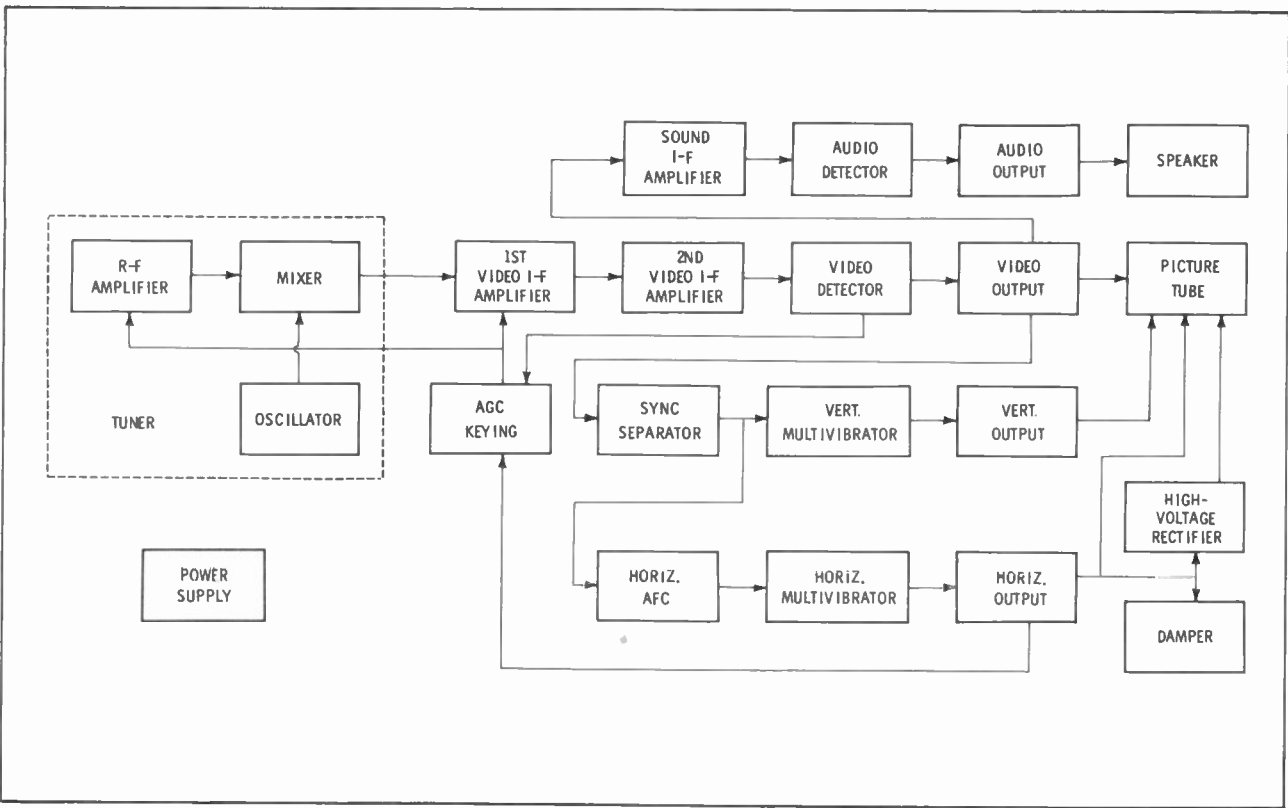 SOUND
I-F
AMPLIFIER
AUDIO
DETECTOR
AUDIO
OUTPUT
SPEAKER
R-F
AMPLIFIER
MIXER
1ST
VIDEO I-F
AMPLIFIER
2ND
VIDEO I-F
AMPLIFIER
VIDEO
DETECTOR
VIDEO
OUTPUT
PICTURE
TUBE
TUNER
OSCILLATOR
AGC
KEYING
SYNC
SEPARATOR
VERT.
MULTIVIBRATOR
VERT.
OUTPUT
HIGH-
VOLTAGE
RECTIFIER
POWER
SUPPLY
HORIZ.
AFC
HORIZ.
MULTIVIBRATOR
HORIZ.
OUTPUT
DAMPER